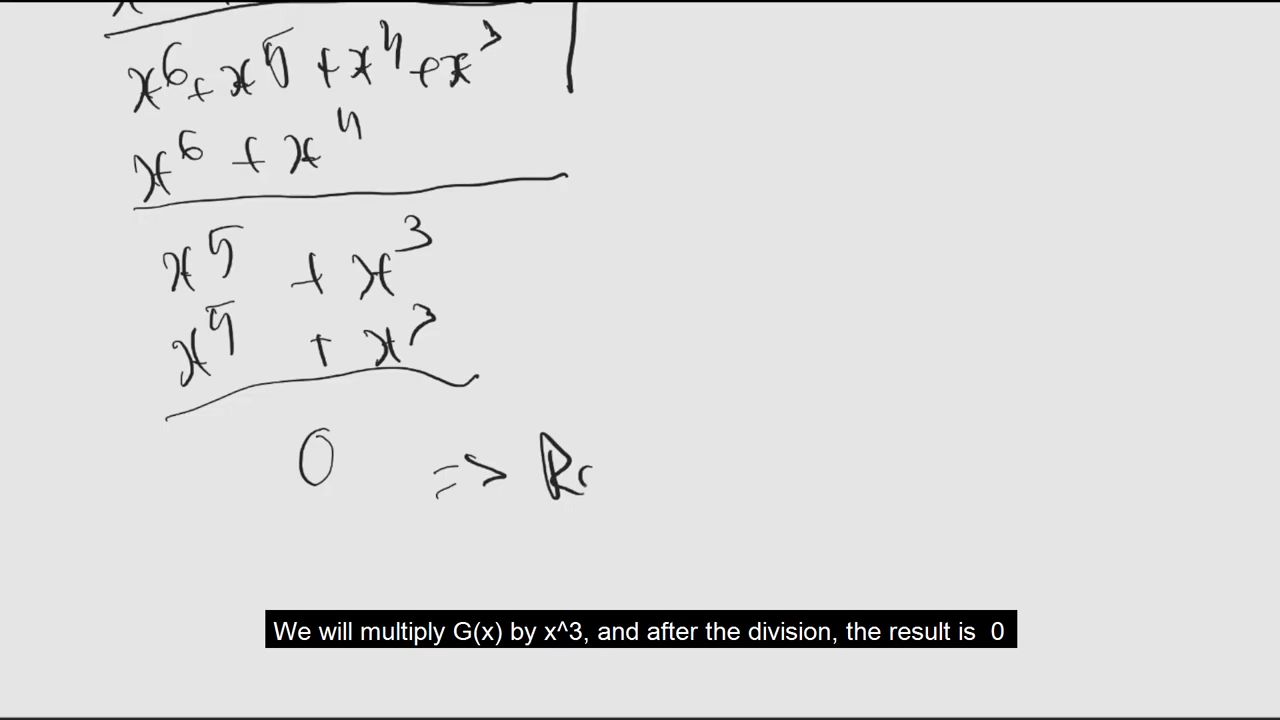 x^6 + x^5 + x^4 + x^3
x^6 + x^4
x^5 + x^3
x^5 + x^3
0 => R
We will multiply G(x) by x^3, and after the division, the result is 0